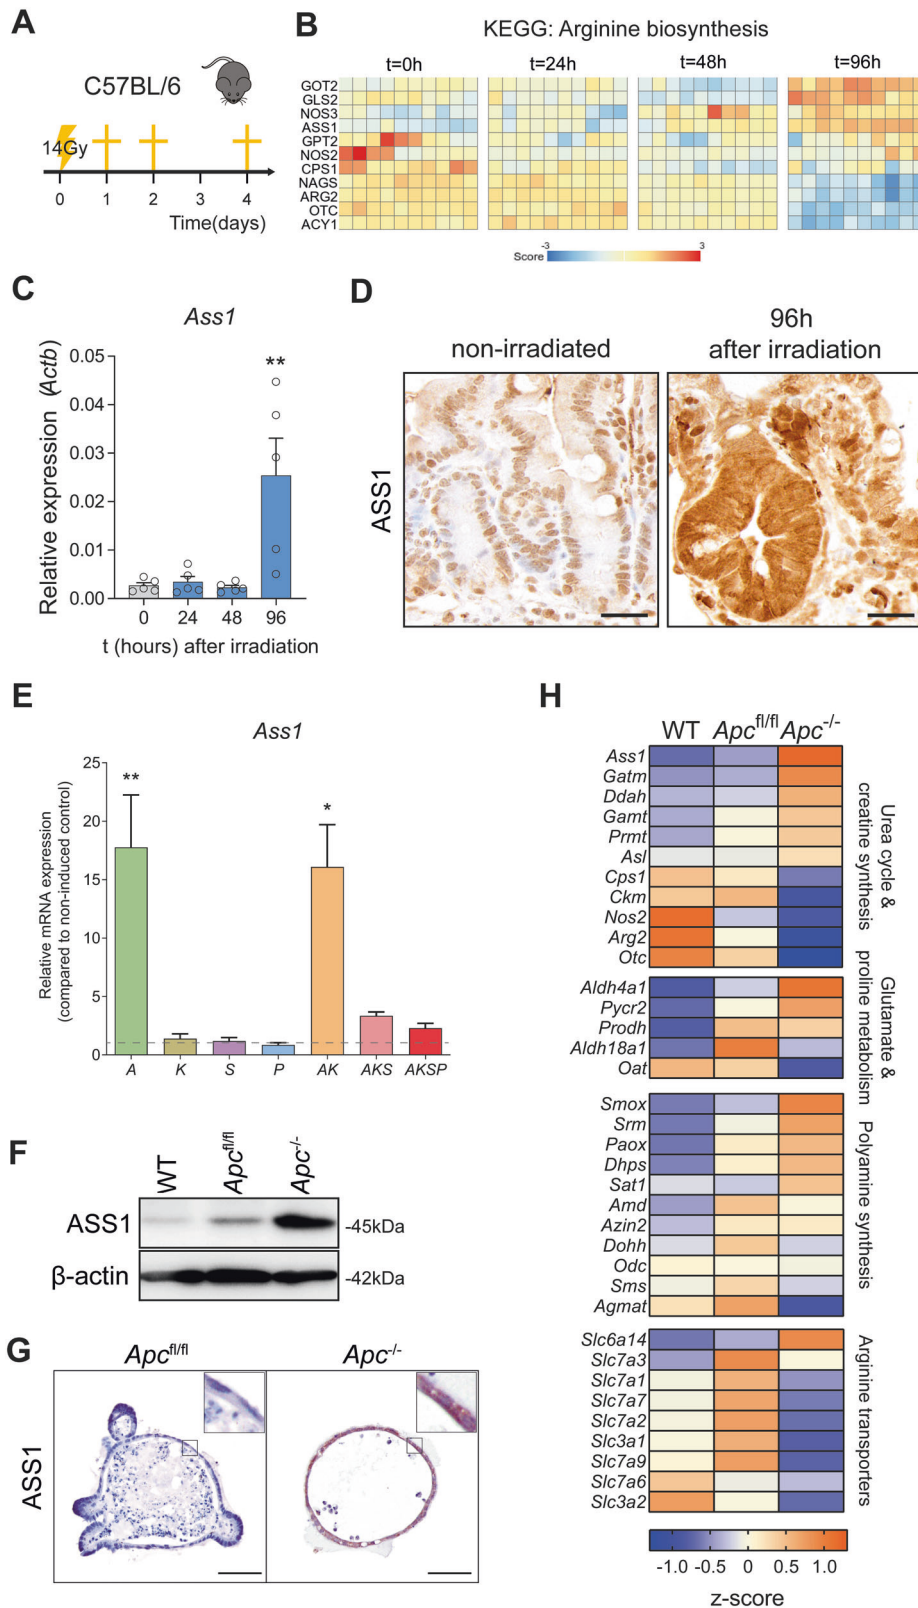 A
C57BL/6
14Gy
0 1 2 3 4
Time(days)
B
KEGG: Arginine biosynthesis
t=0h t=24h t=48h t=96h
GOT2
GLS2
NOS3
ASS1
GPT2
NOS2
CPS1
NAGS
ARG2
OTC
ACY1
Score -3 3
C
Ass1
Relative expression (Actb)
0.05
0.04
0.03
0.02
0.01
0.00
**
0 24 48 96
t (hours) after irradiation
D
non-irradiated
96h
after irradiation
ASS1
E
Ass1
Relative mRNA expression
(compared to non-induced control)
25
20
15
10
5
0
** *
A K S P AK AKS AKSP
F
WT Apcfl/fl Apc-/-
ASS1 -45kDa
β-actin -42kDa
G
Apcfl/fl Apc-/-
ASS1
H
WT Apcfl/fl Apc-/-
Ass1
Gatm
Ddah
Gamt
Prmt
Asl
Cps1
Ckm
Nos2
Arg2
Otc
Urea cycle &
creatine synthesis
Aldh4a1
Pycr2
Prodh
Aldh18a1
Oat
Glutamate &
proline metabolism
Smox
Srm
Paox
Dhps
Sat1
Amd
Azin2
Dohh
Odc
Sms
Agmat
Polyamine synthesis
Slc6a14
Slc7a3
Slc7a1
Slc7a7
Slc7a2
Slc3a1
Slc7a9
Slc7a6
Slc3a2
Arginine transporters
-1.0 -0.5 0 0.5 1.0
z-score